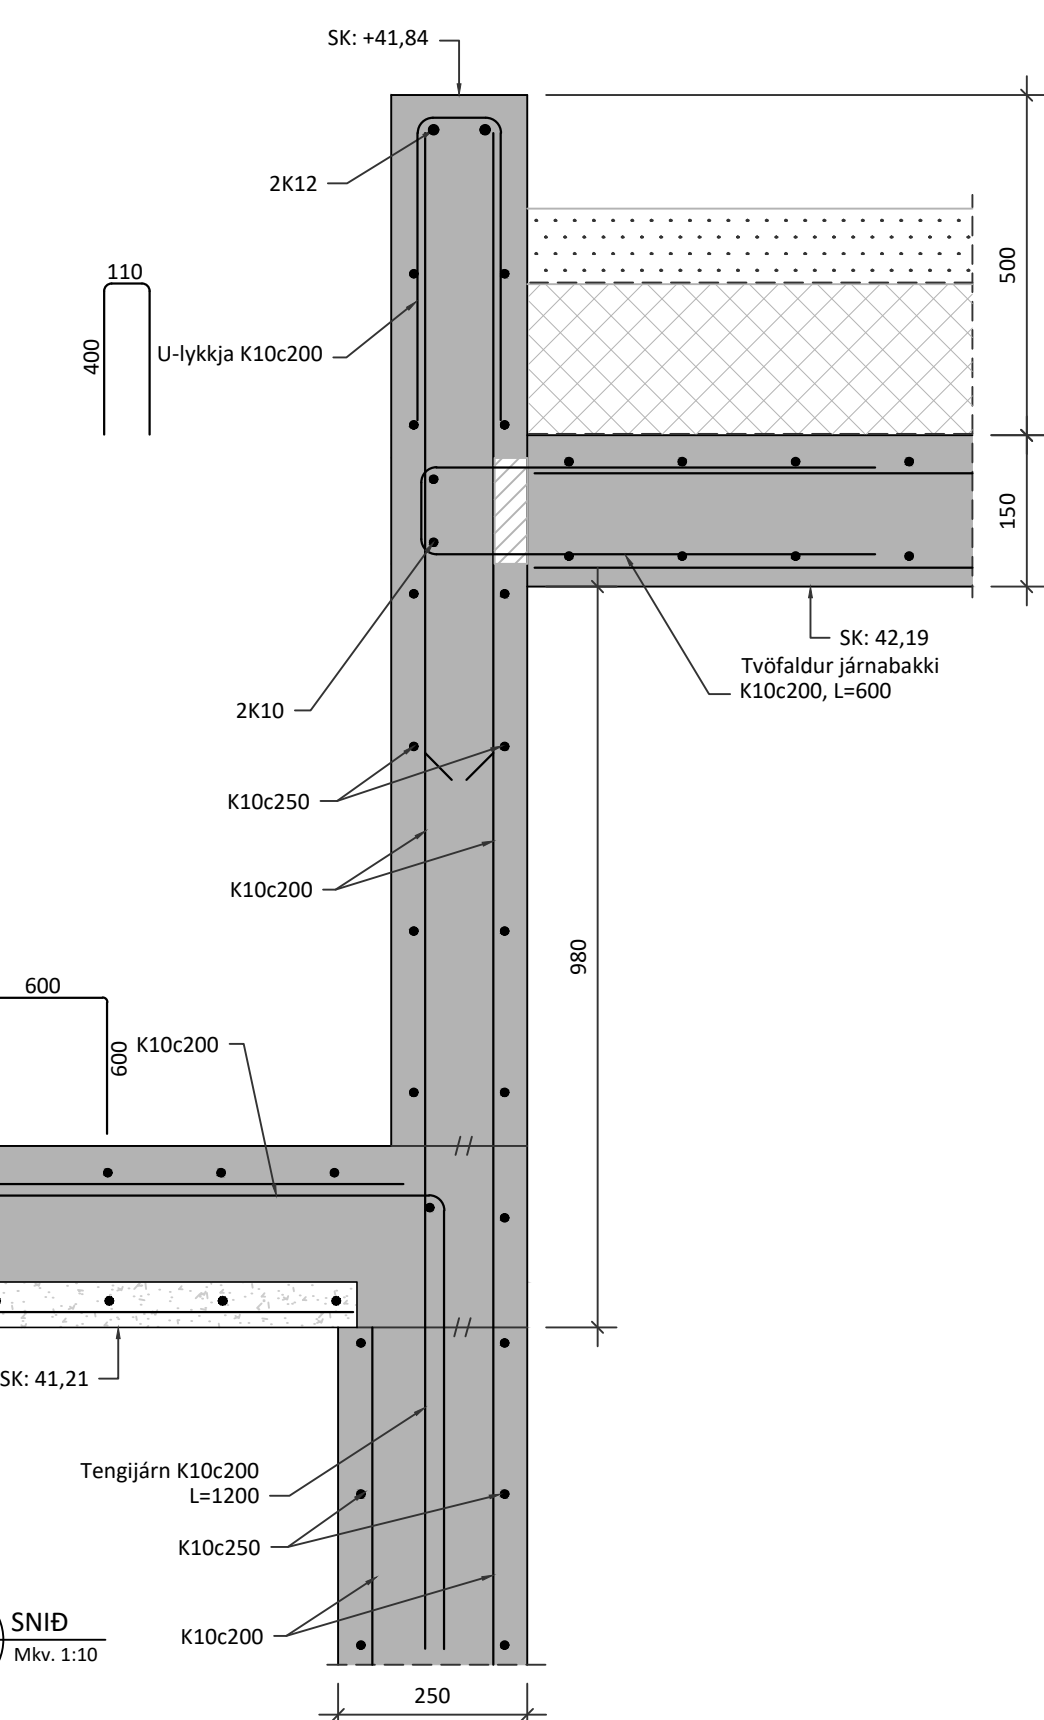 SK: +41,84
2K12
110
400
U-lykkja K10c200
500
150
SK: 42,19
Tvöfaldur járnabakki
K10c200, L=600
2K10
K10c250
K10c200
980
600
600
K10c200
SK: 41,21
Tengijárn K10c200
L=1200
K10c250
K10c200
SNIÐ
Mkv. 1:10
250